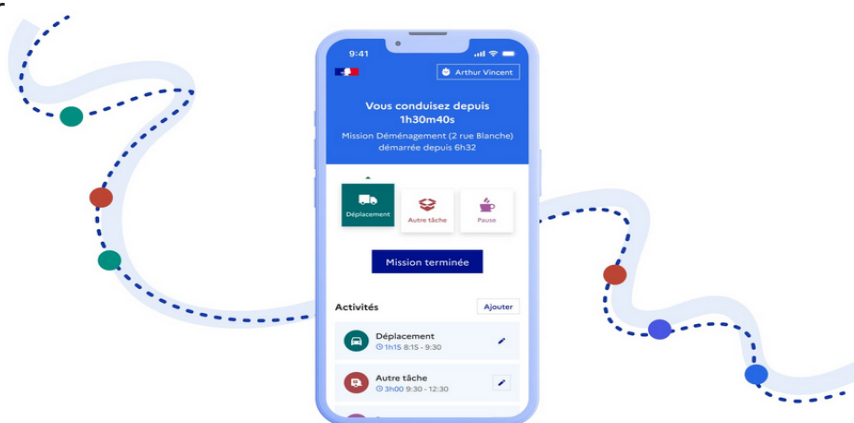 r
9:41
Arthur Vincent
Vous conduisez depuis
1h30m40s
Mission Déménagement (2 rue Blanche)
démarrée depuis 6h32
Déplacement
Autre tâche
Pause
Mission terminée
Activités
Ajouter
Déplacement
1h15 8:15 - 9:30
Autre tâche
3h00 9:30 - 12:30